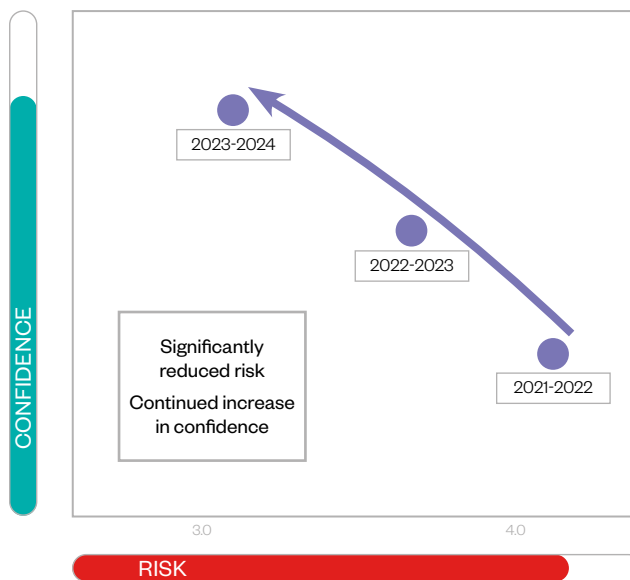 2023-2024
2022-2023
2021-2022
CONFIDENCE
Significantly
reduced risk
Continued increase
in confidence
3.0
4.0
RISK